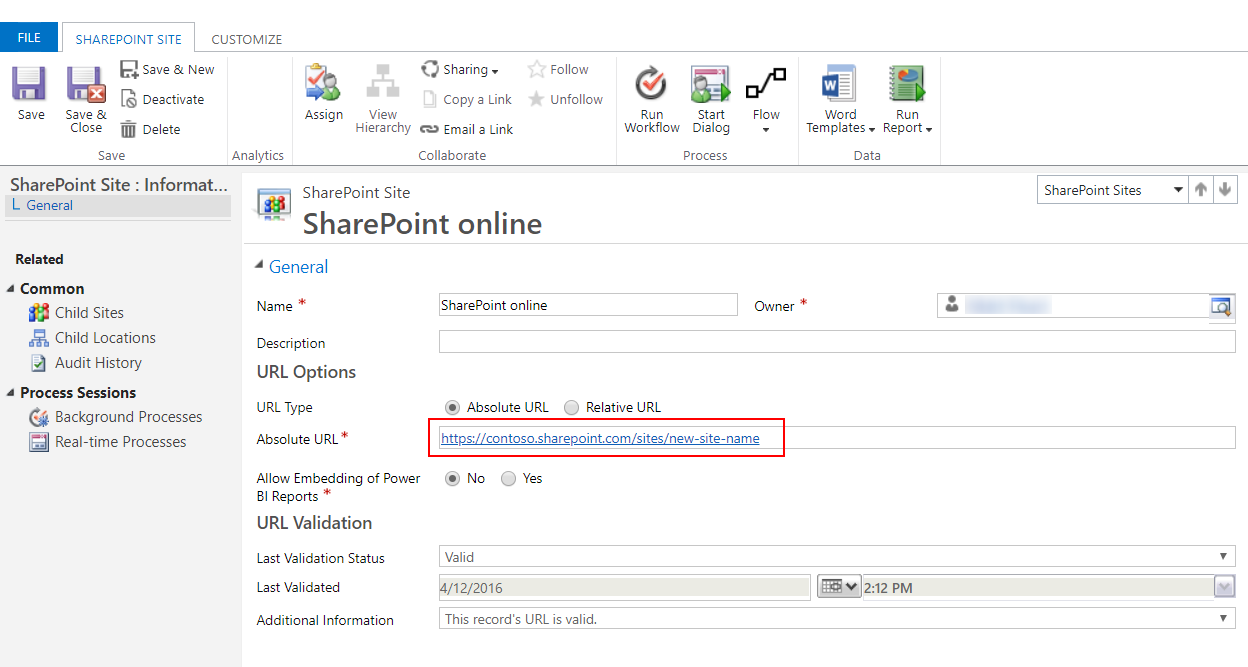 FILE
SHAREPOINT SITE
CUSTOMIZE
Save
Save &
Close
Save & New
Deactivate
Delete
Save
Analytics
Assign
View
Hierarchy
Sharing
Copy a Link
Email a Link
Follow
Unfollow
Collaborate
Run
Workflow
Start
Dialog
Flow
Process
Word
Templates
Run
Report
Data
SharePoint Site : Informat...
General
Related
Common
Child Sites
Child Locations
Audit History
Process Sessions
Background Processes
Real-time Processes
SharePoint Site
SharePoint online
SharePoint Sites
General
Name *
SharePoint online
Owner *
Description
URL Options
URL Type
Absolute URL
Relative URL
Absolute URL *
https://contoso.sharepoint.com/sites/new-site-name
Allow Embedding of Power
BI Reports *
No
Yes
URL Validation
Last Validation Status
Valid
Last Validated
4/12/2016
2:12 PM
Additional Information
This record's URL is valid.